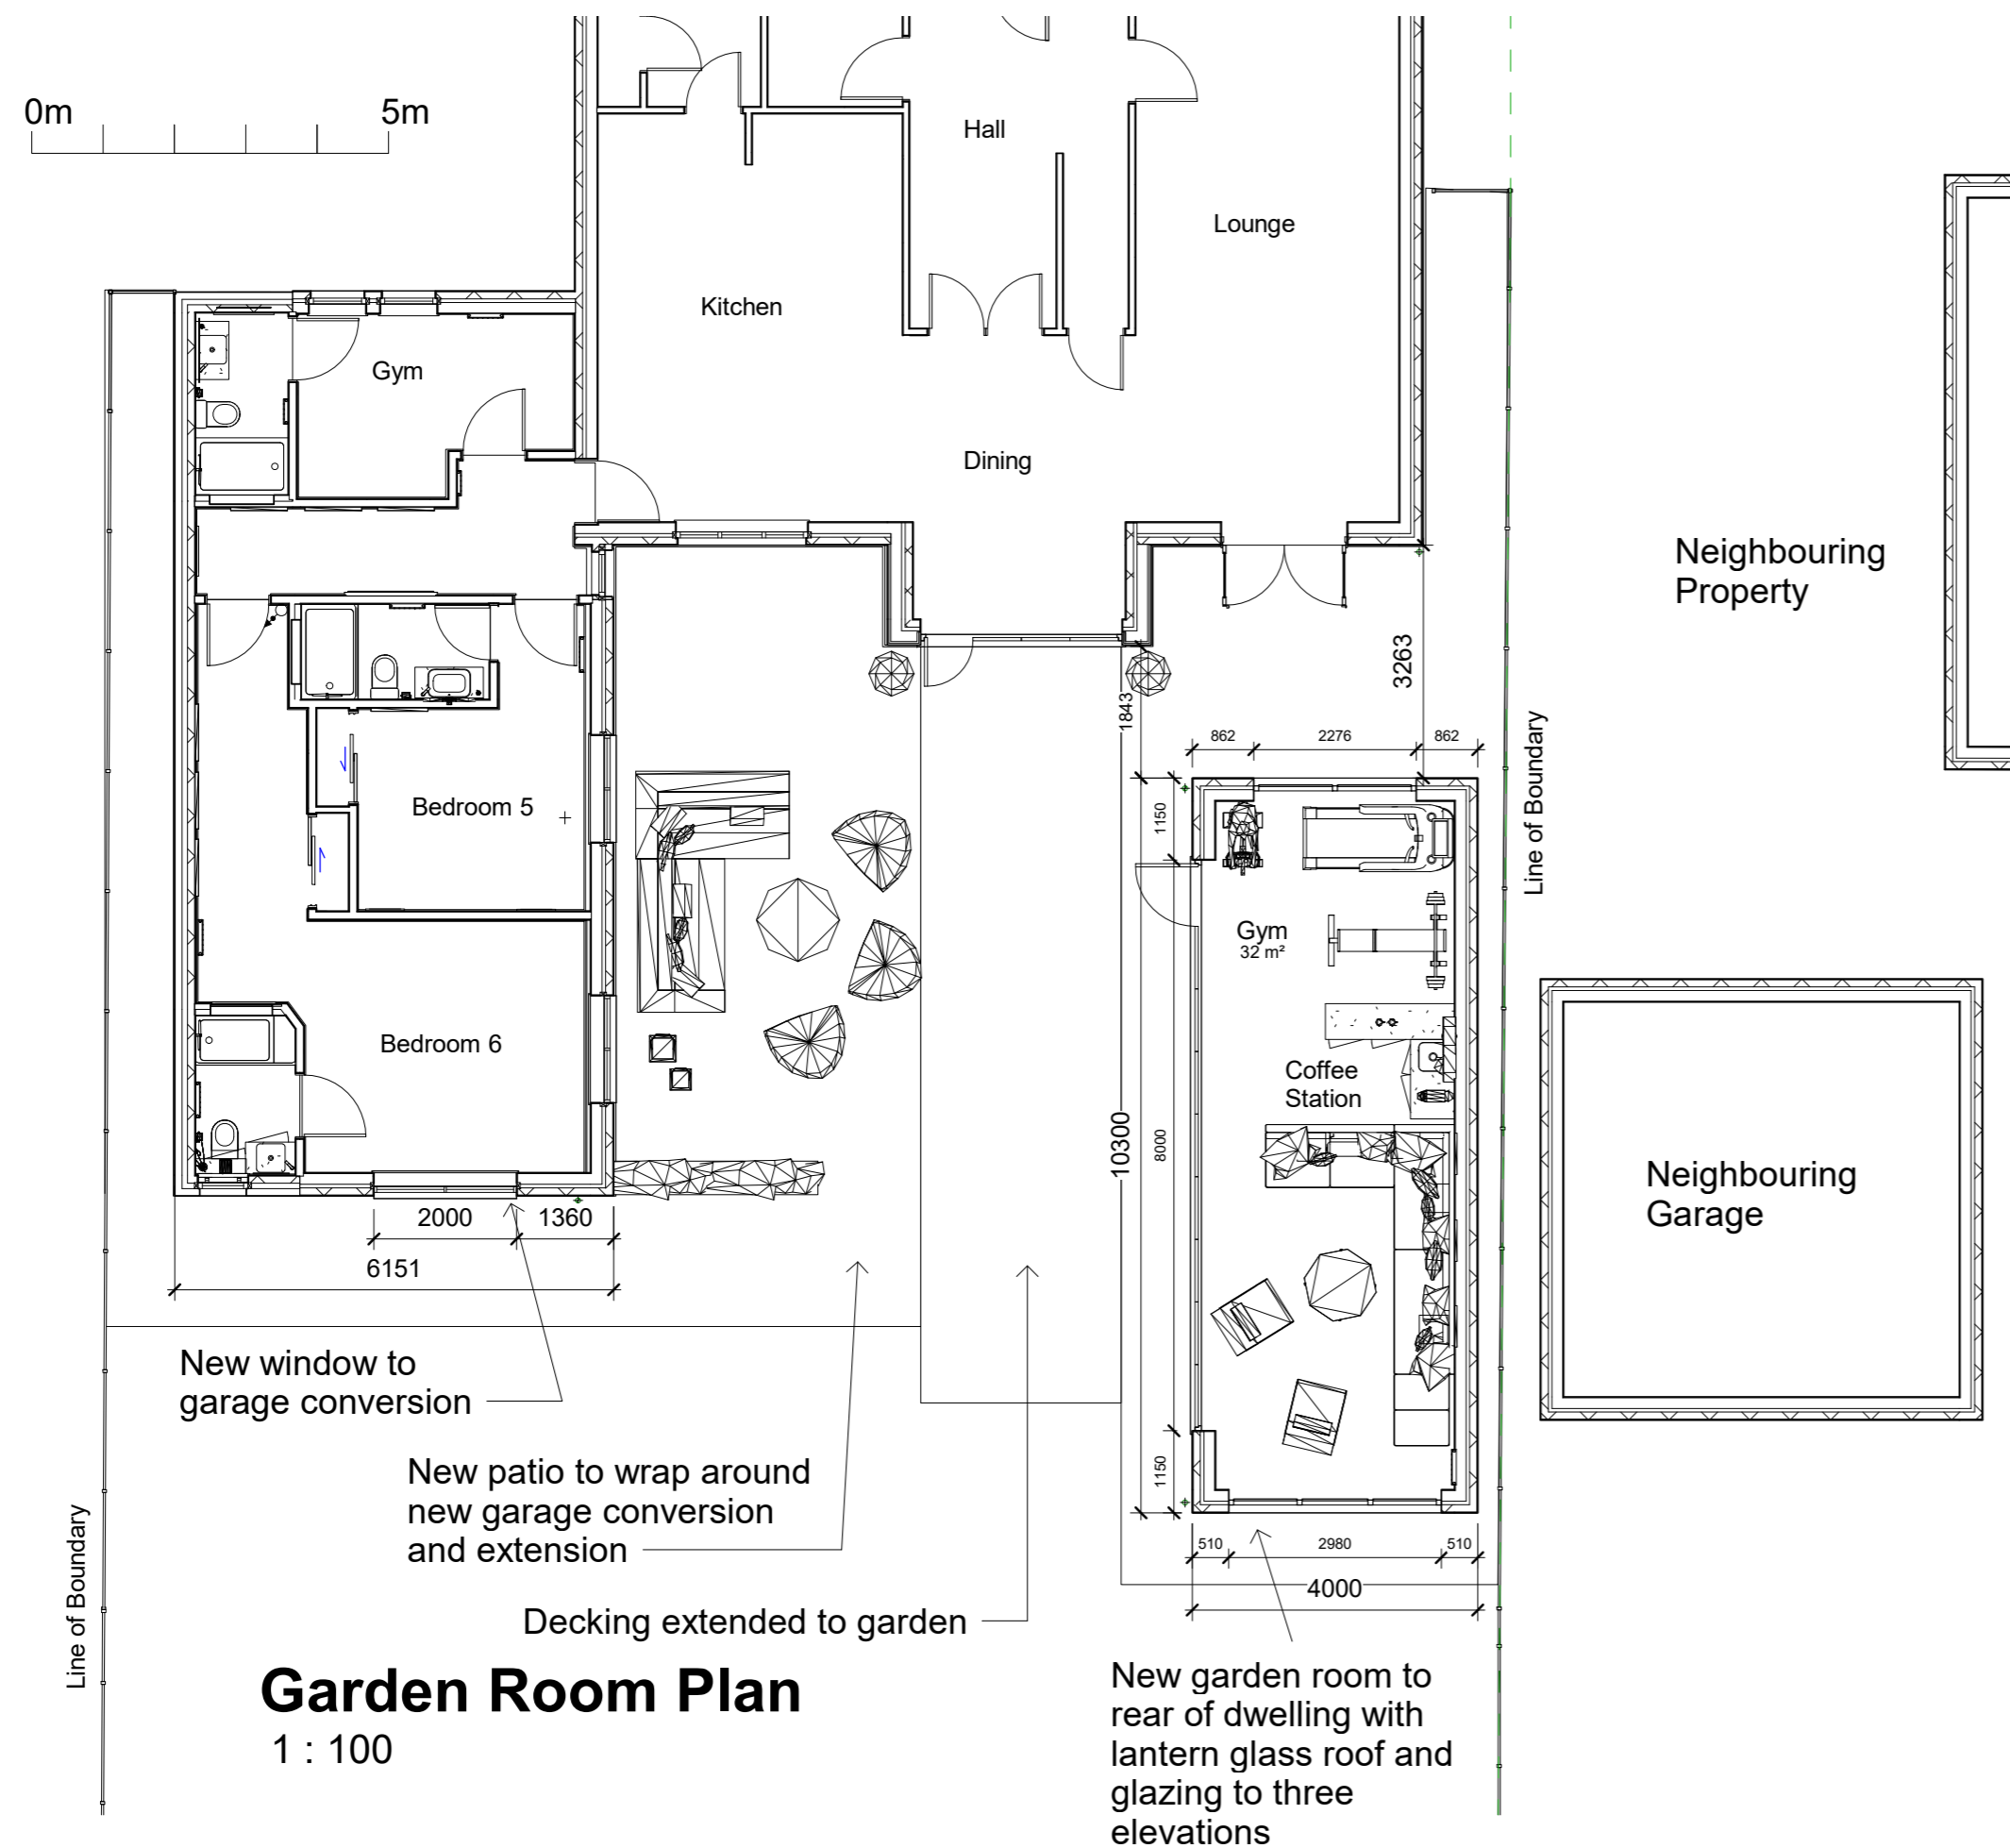 0m 5m
Hall
Lounge
Kitchen
Gym
Dining
Neighbouring
Property
3263
1843
Line of Boundary
862 2276 862
1150
Bedroom 5
Gym
32 m²
Bedroom 6
Coffee
Station
10300
8000
Neighbouring
Garage
2000 1360
6151
New window to
garage conversion
New patio to wrap around
new garage conversion
and extension
1150
510 2980 510
4000
Line of Boundary
Decking extended to garden
Garden Room Plan
1 : 100
New garden room to
rear of dwelling with
lantern glass roof and
glazing to three
elevations